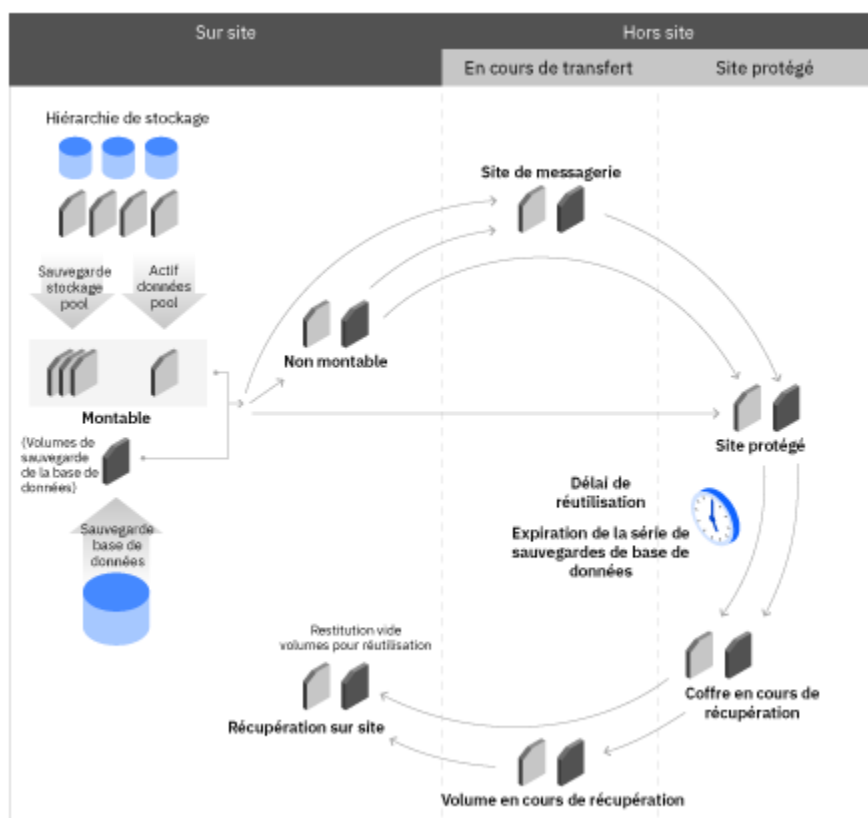 Sur site
Hors site
En cours de transfert
Site protégé
Hiérarchie de stockage
Site de messagerie
Sauvegarde
stockage
pool
Actif
données
pool
Non montable
Montable
(Volumes de
sauvegarde
de la base de
données)
Site protégé
Délai de
réutilisation
Expiration de la série de
sauvegardes de base de
données
Sauvegarde
base de
données
Restitution vide
volumes pour réutilisation
Récupération sur site
Coffre en cours de
récupération
Volume en cours de récupération